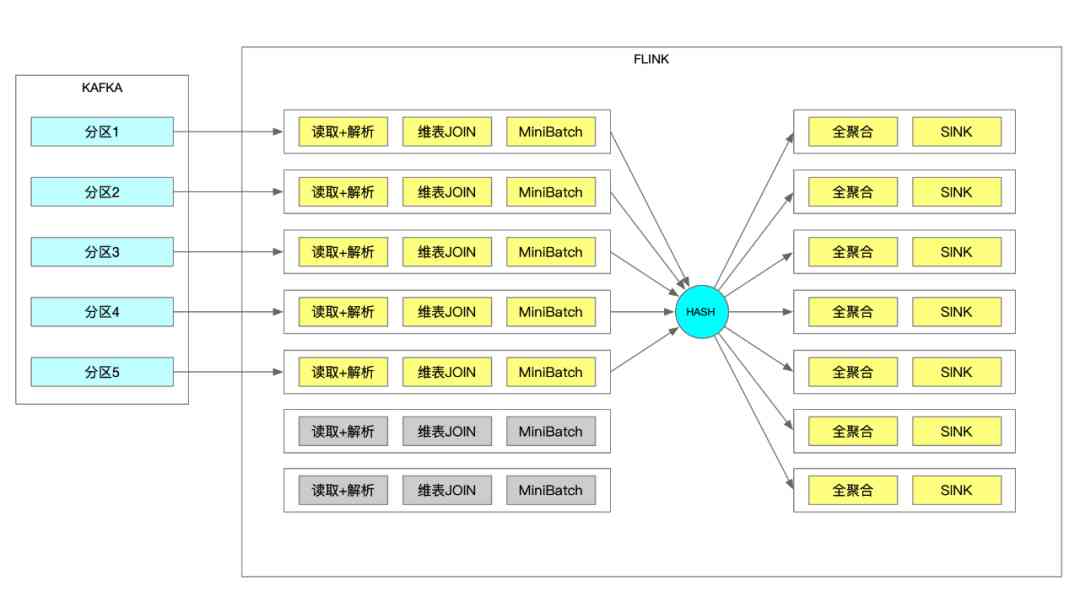 FLINK
KAFKA
分区1 读取+解析 维表JOIN MiniBatch 全聚合 SINK
分区2 读取+解析 维表JOIN MiniBatch 全聚合 SINK
分区3 读取+解析 维表JOIN MiniBatch 全聚合 SINK
分区4 读取+解析 维表JOIN MiniBatch HASH 全聚合 SINK
分区5 读取+解析 维表JOIN MiniBatch 全聚合 SINK
读取+解析 维表JOIN MiniBatch 全聚合 SINK
读取+解析 维表JOIN MiniBatch 全聚合 SINK